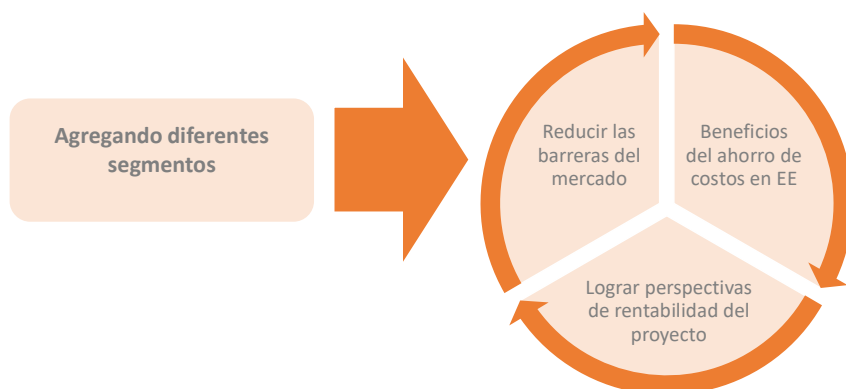 Agregando diferentes
segmentos
Reducir las
barreras del
mercado
Beneficios
del ahorro de
costos en EE
Lograr perspectivas
de rentabilidad del
proyecto